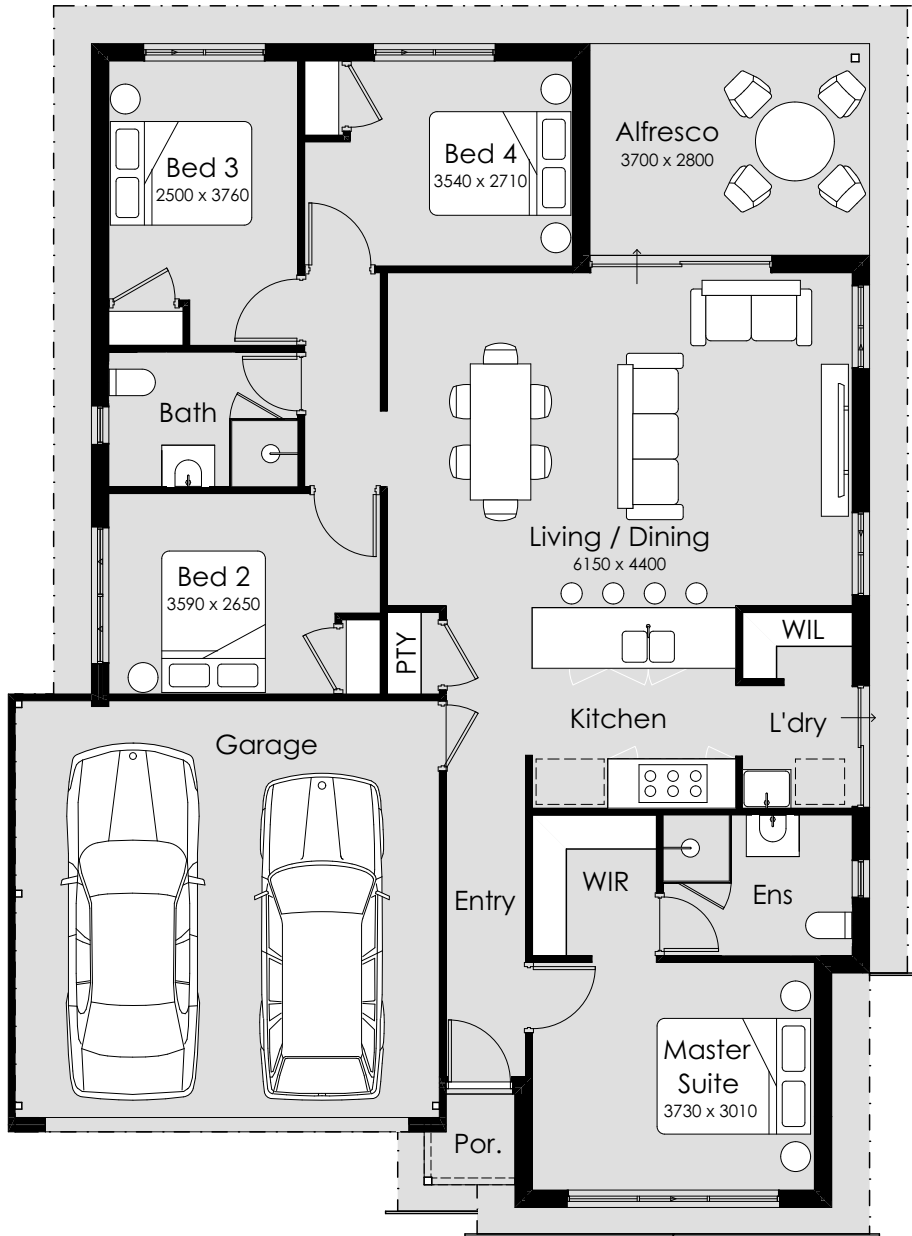 Bed 3
2500 x 3760
Bed 4
3540 x 2710
Alfresco
3700 x 2800
Bath
Living / Dining
6150 x 4400
Bed 2
3590 x 2650
PTY
WIL
Kitchen
L'dry
Garage
Entry
WIR
Ens
Master
Suite
3730 x 3010
Por.